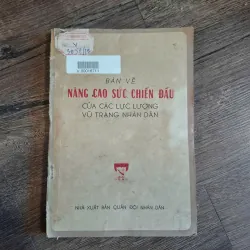 BÀN VỀ
NÂNG CAO SỨC CHIẾN ĐẤU
CỦA CÁC LỰC LƯỢNG
VŨ TRANG NHÂN DÂN
NHÀ XUẤT BẢN QUÂN ĐỘI NHÂN DÂN